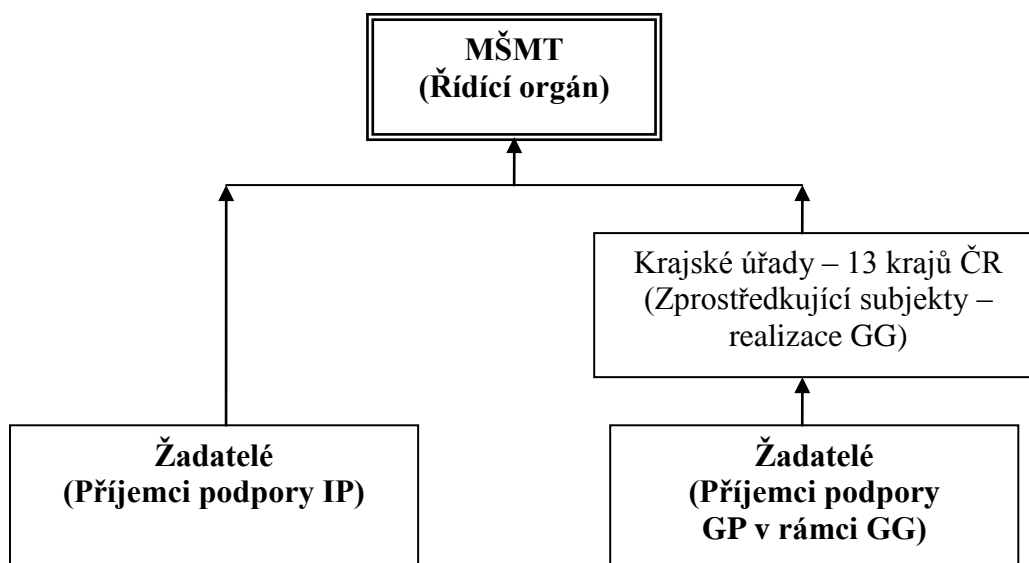 MŠMT
(Řídící orgán)
Krajské úřady – 13 krajů ČR
(Zprostředkující subjekty –
realizace GG)
Žadatelé
(Příjemci podpory IP)
Žadatelé
(Příjemci podpory
GP v rámci GG)